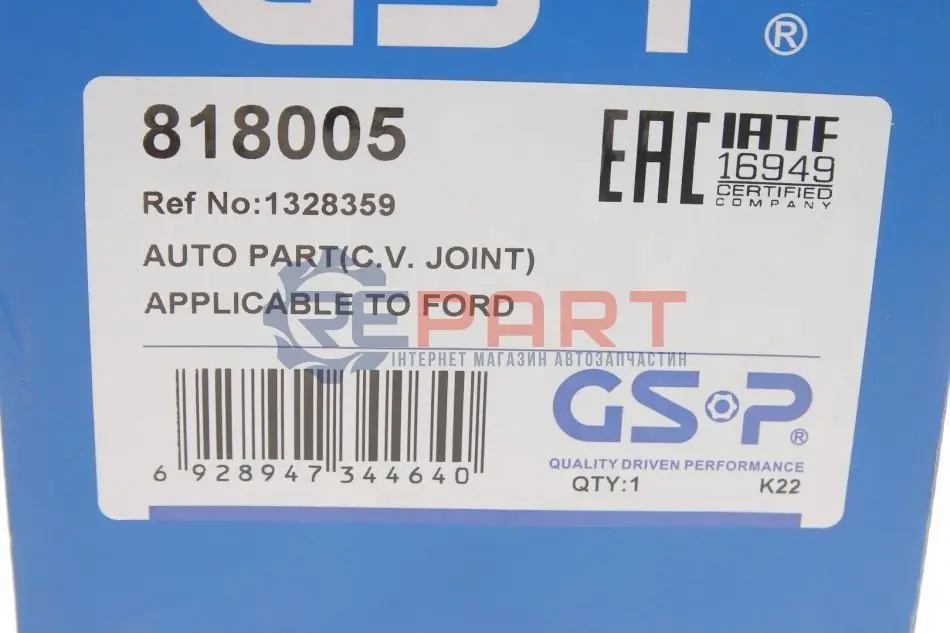 GSP®
818005
EAC IATF
16949
CERTIFIED
COMPANY
Ref No:1328359
AUTO PART(C.V. JOINT)
APPLICABLE TO FORD
REPART
ІНТЕРНЕТ МАГАЗИН АВТОЗАПЧАСТИН
GSP®
QUALITY DRIVEN PERFORMANCE
6 928947 344640
QTY:1 K22